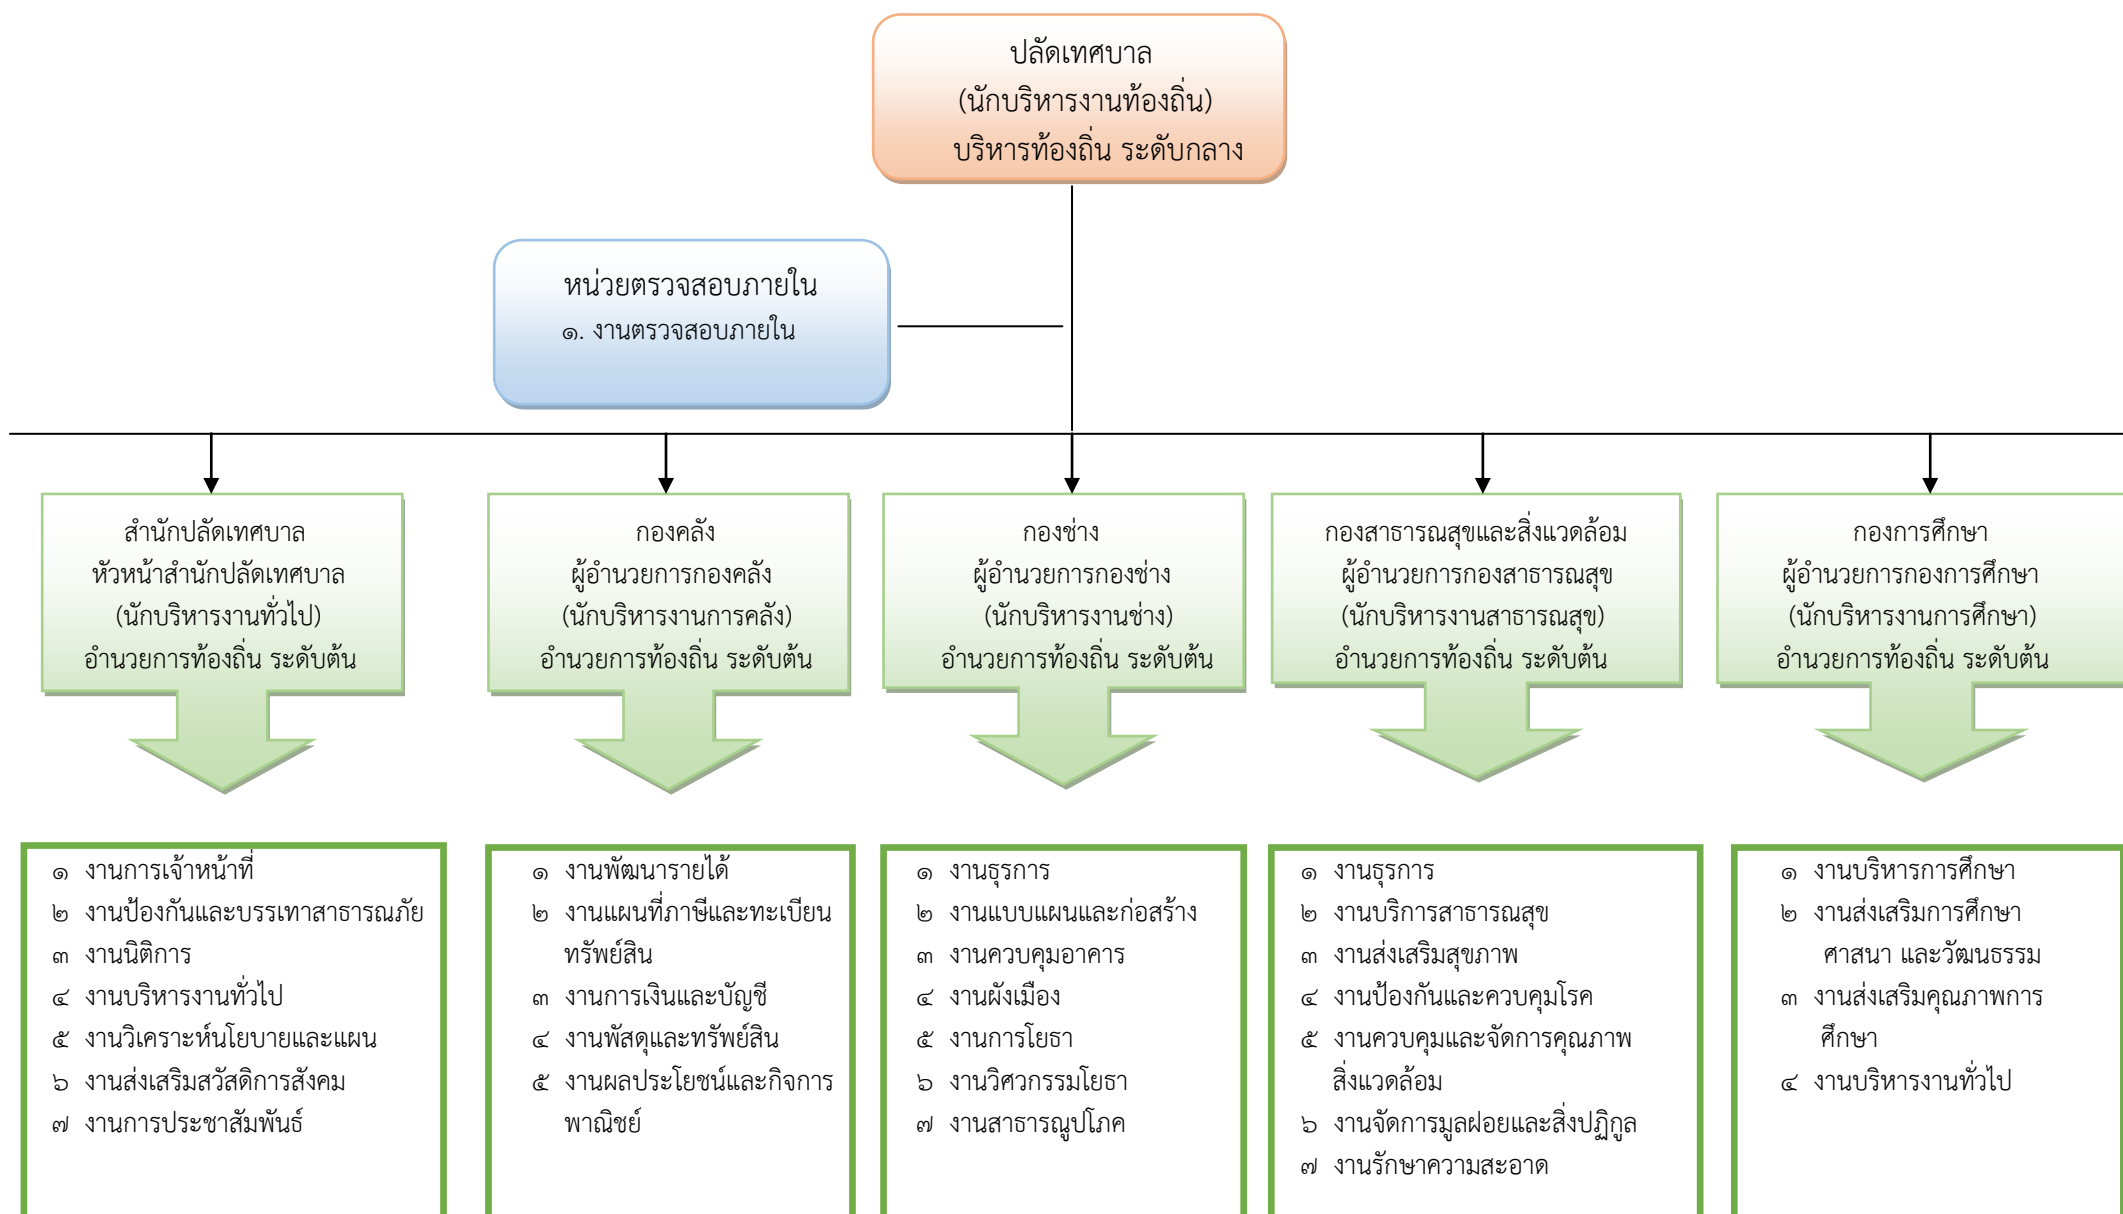 ปลัดเทศบาล
(นักบริหารงานท้องถิ่น)
บริหารท้องถิ่น ระดับกลาง
หน่วยตรวจสอบภายใน
๑. งานตรวจสอบภายใน
สำนักปลัดเทศบาล
หัวหน้าสำนักปลัดเทศบาล
(นักบริหารงานทั่วไป)
อำนวยการท้องถิ่น ระดับต้น
กองคลัง
ผู้อำนวยการกองคลัง
(นักบริหารงานการคลัง)
อำนวยการท้องถิ่น ระดับต้น
กองช่าง
ผู้อำนวยการกองช่าง
(นักบริหารงานช่าง)
อำนวยการท้องถิ่น ระดับต้น
กองสาธารณสุขและสิ่งแวดล้อม
ผู้อำนวยการกองสาธารณสุข
(นักบริหารงานสาธารณสุข)
อำนวยการท้องถิ่น ระดับต้น
กองการศึกษา
ผู้อำนวยการกองการศึกษา
(นักบริหารงานการศึกษา)
อำนวยการท้องถิ่น ระดับต้น
๑ งานการเจ้าหน้าที่
๒ งานป้องกันและบรรเทาสาธารณภัย
๓ งานนิติการ
๔ งานบริหารงานทั่วไป
๕ งานวิเคราะห์นโยบายและแผน
๖ งานส่งเสริมสวัสดิการสังคม
๗ งานการประชาสัมพันธ์
๑ งานพัฒนารายได้
๒ งานแผนที่ภาษีและทะเบียน
ทรัพย์สิน
๓ งานการเงินและบัญชี
๔ งานพัสดุและทรัพย์สิน
๕ งานผลประโยชน์และกิจการ
พาณิชย์
๑ งานธุรการ
๒ งานแบบแผนและก่อสร้าง
๓ งานควบคุมอาคาร
๔ งานผังเมือง
๕ งานการโยธา
๖ งานวิศวกรรมโยธา
๗ งานสาธารณูปโภค
๑ งานธุรการ
๒ งานบริการสาธารณสุข
๓ งานส่งเสริมสุขภาพ
๔ งานป้องกันและควบคุมโรค
๕ งานควบคุมและจัดการคุณภาพ
สิ่งแวดล้อม
๖ งานจัดการมูลฝอยและสิ่งปฏิกูล
๗ งานรักษาความสะอาด
๑ งานบริหารการศึกษา
๒ งานส่งเสริมการศึกษา
ศาสนา และวัฒนธรรม
๓ งานส่งเสริมคุณภาพการ
ศึกษา
๔ งานบริหารงานทั่วไป